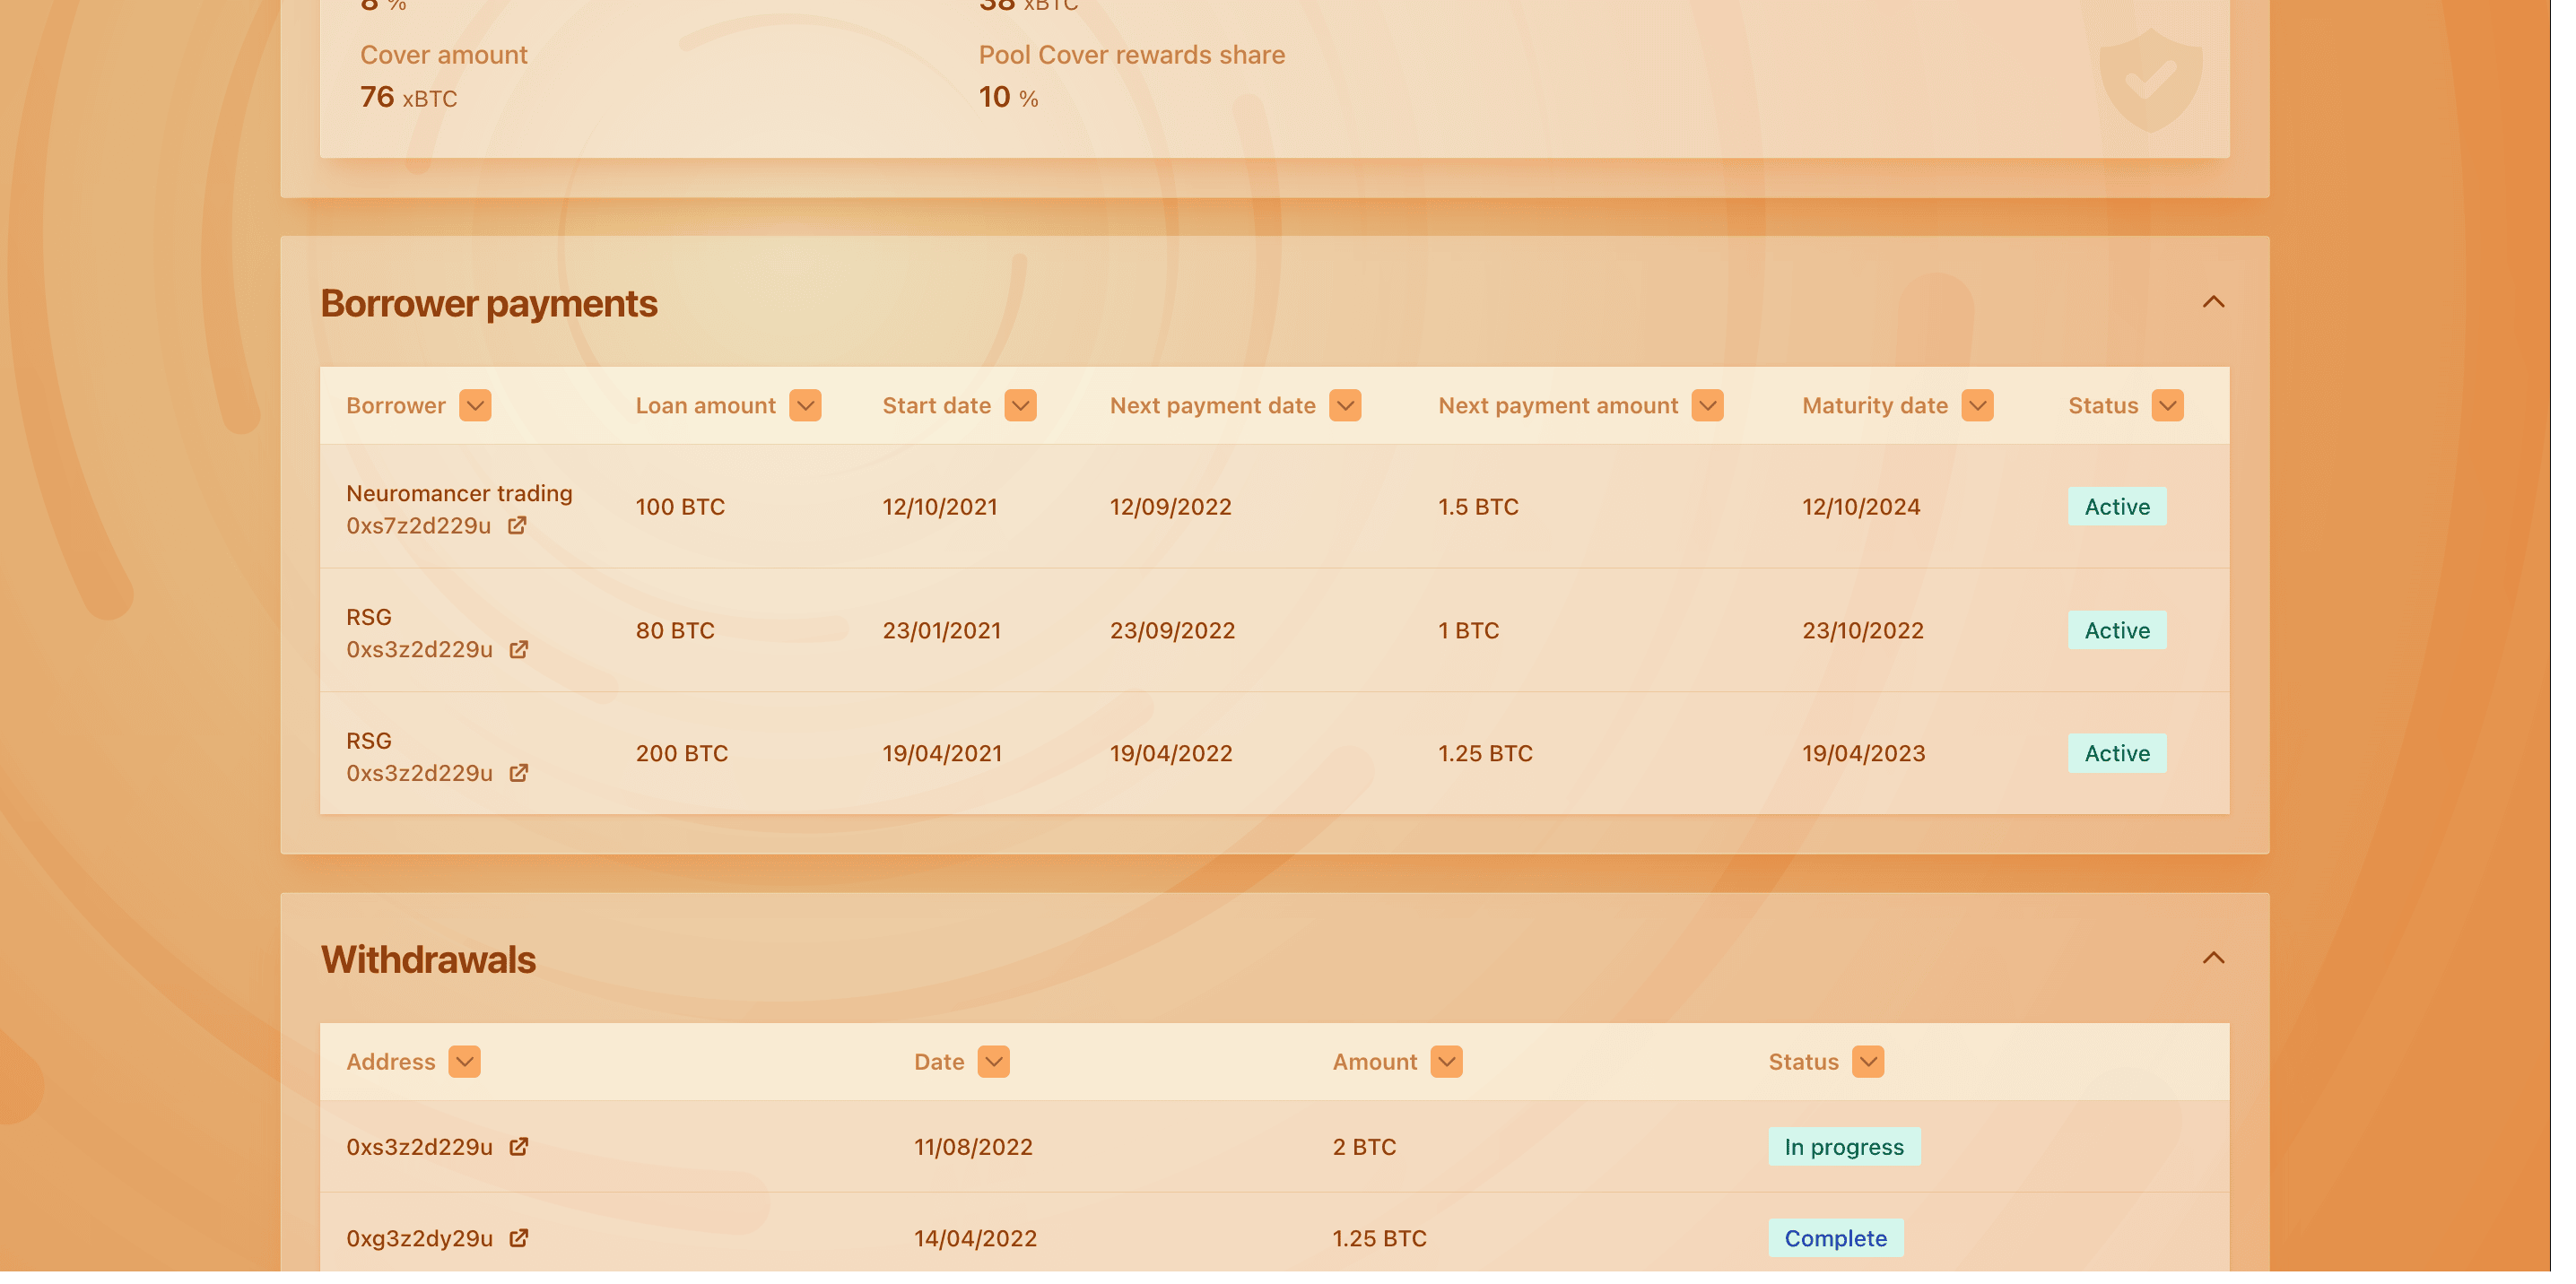 8 %
38 xBTC
Cover amount
Pool Cover rewards share
76 xBTC
10 %
Borrower payments
Borrower Loan amount Start date Next payment date Next payment amount Maturity date Status
Neuromancer trading
0xs7z2d229u
100 BTC 12/10/2021 12/09/2022 1.5 BTC 12/10/2024 Active
RSG
0xs3z2d229u
80 BTC 23/01/2021 23/09/2022 1 BTC 23/10/2022 Active
RSG
0xs3z2d229u
200 BTC 19/04/2021 19/04/2022 1.25 BTC 19/04/2023 Active
Withdrawals
Address Date Amount Status
0xs3z2d229u 11/08/2022 2 BTC In progress
0xg3z2dy29u 14/04/2022 1.25 BTC Complete